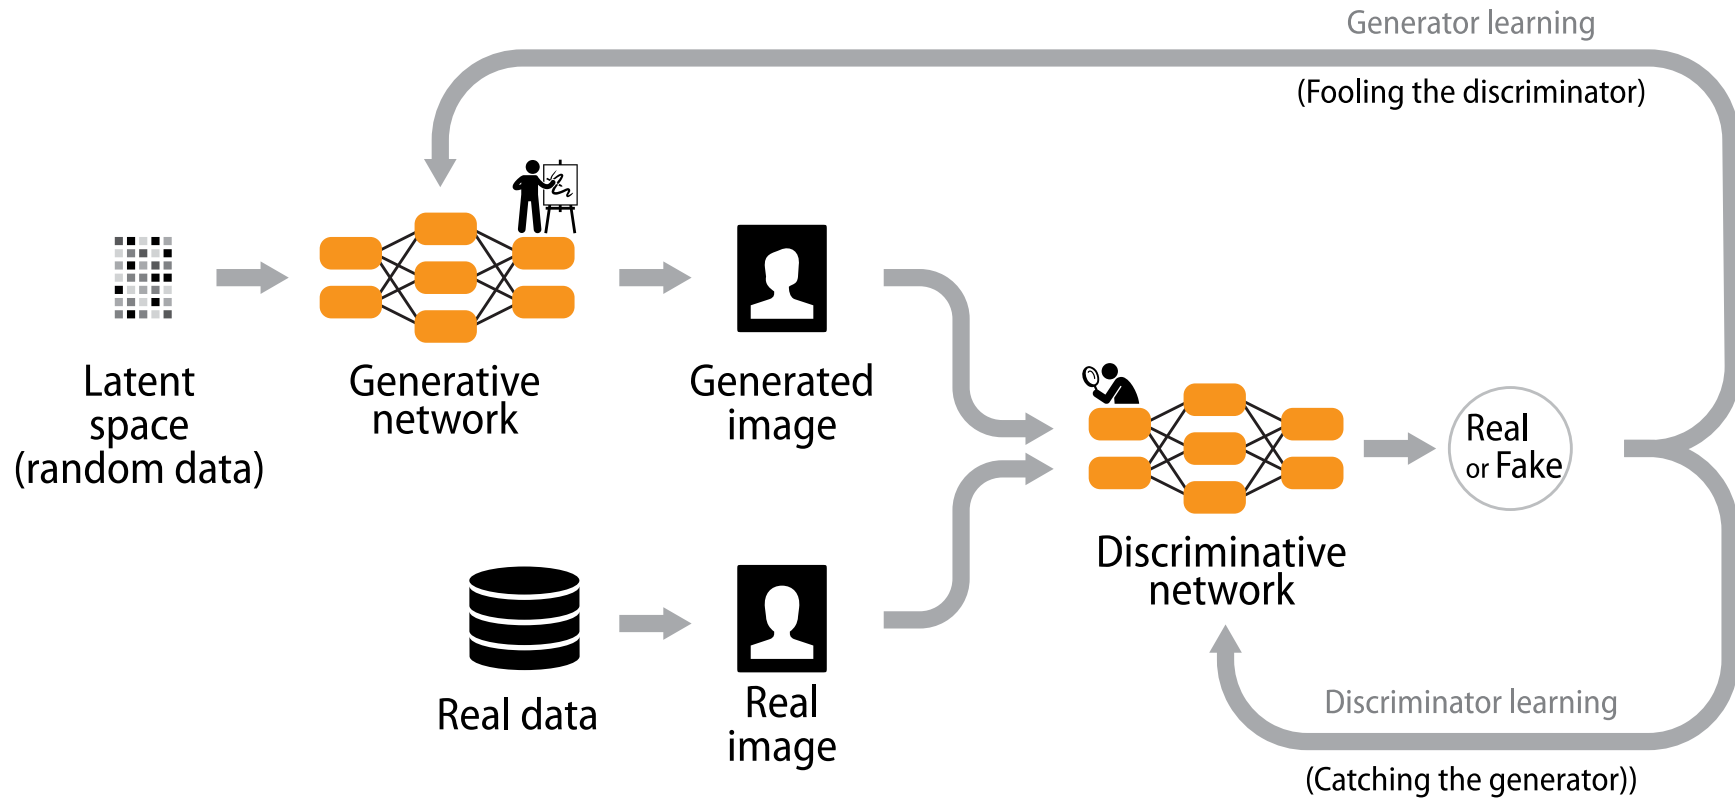 Generator learning
(Fooling the discriminator)
Latent
space
(random data)
Generative
network
Generated
image
Real
or Fake
Discriminative
network
Real data
Real
image
Discriminator learning
(Catching the generator))